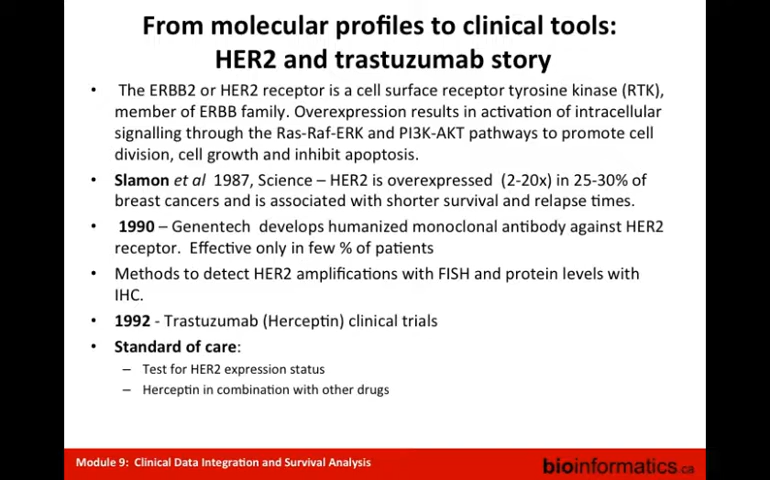 From molecular profiles to clinical tools:
HER2 and trastuzumab story
• The ERBB2 or HER2 receptor is a cell surface receptor tyrosine kinase (RTK),
member of ERBB family. Overexpression results in activation of intracellular
signalling through the Ras-Raf-ERK and PI3K-AKT pathways to promote cell
division, cell growth and inhibit apoptosis.
• Slamon et al 1987, Science – HER2 is overexpressed (2-20x) in 25-30% of
breast cancers and is associated with shorter survival and relapse times.
• 1990 – Genentech develops humanized monoclonal antibody against HER2
receptor. Effective only in few % of patients
• Methods to detect HER2 amplifications with FISH and protein levels with
IHC.
• 1992 - Trastuzumab (Herceptin) clinical trials
• Standard of care:
– Test for HER2 expression status
– Herceptin in combination with other drugs
Module 9: Clinical Data Integration and Survival Analysis
bioinformatics.ca